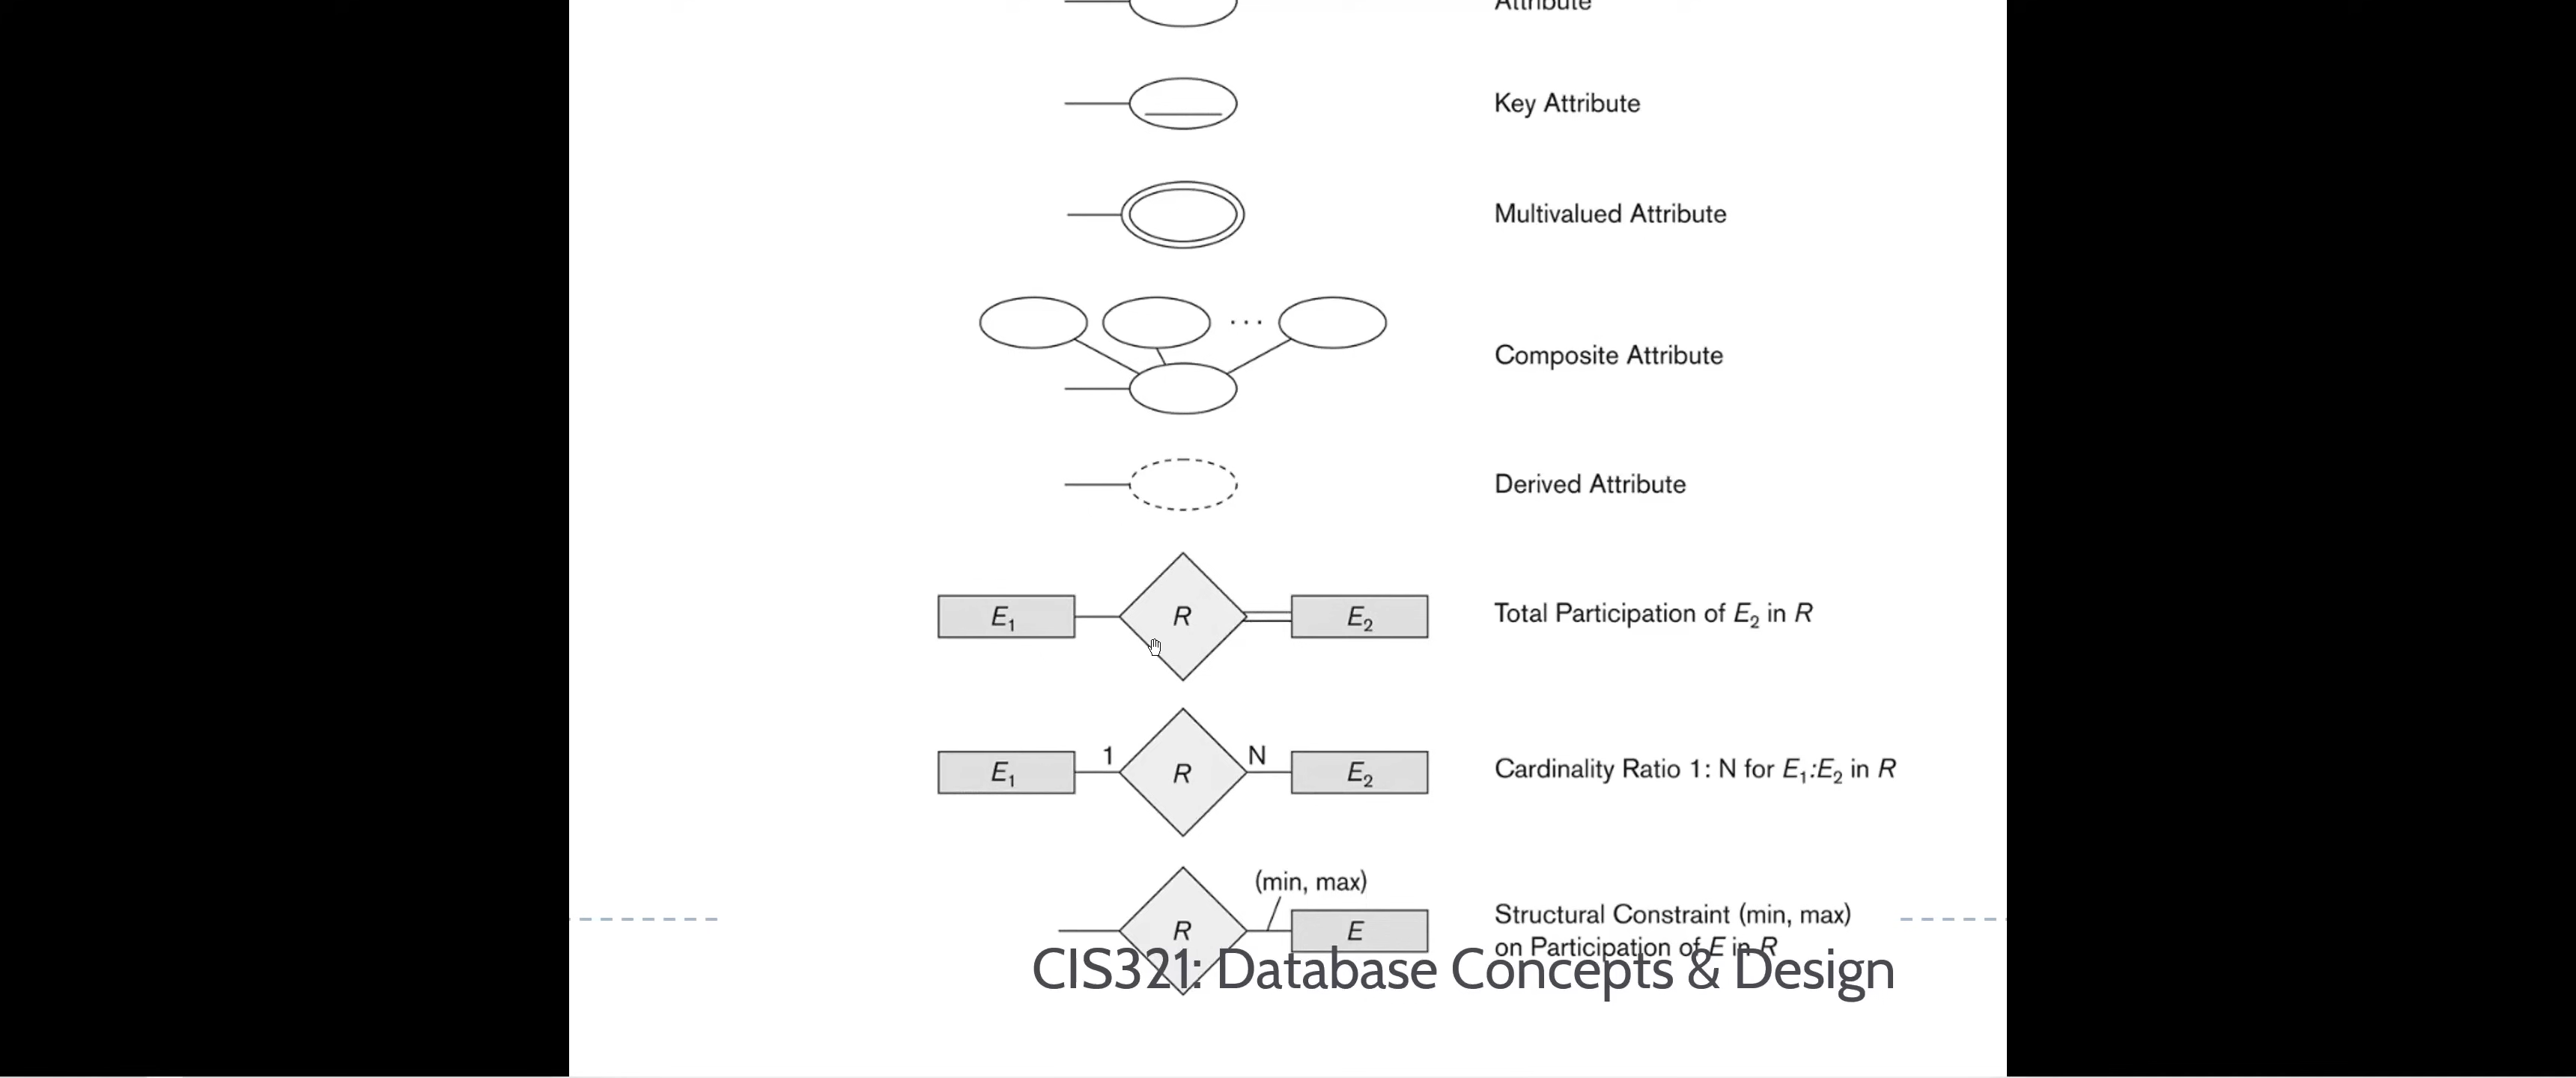 Attribute
Key Attribute
Multivalued Attribute
· · ·
Composite Attribute
Derived Attribute
E₁ R E₂ Total Participation of E₂ in R
E₁ 1 R N E₂ Cardinality Ratio 1: N for E₁:E₂ in R
(min, max)
R E
Structural Constraint (min, max)
on Participation of E in R
CIS321: Database Concepts & Design